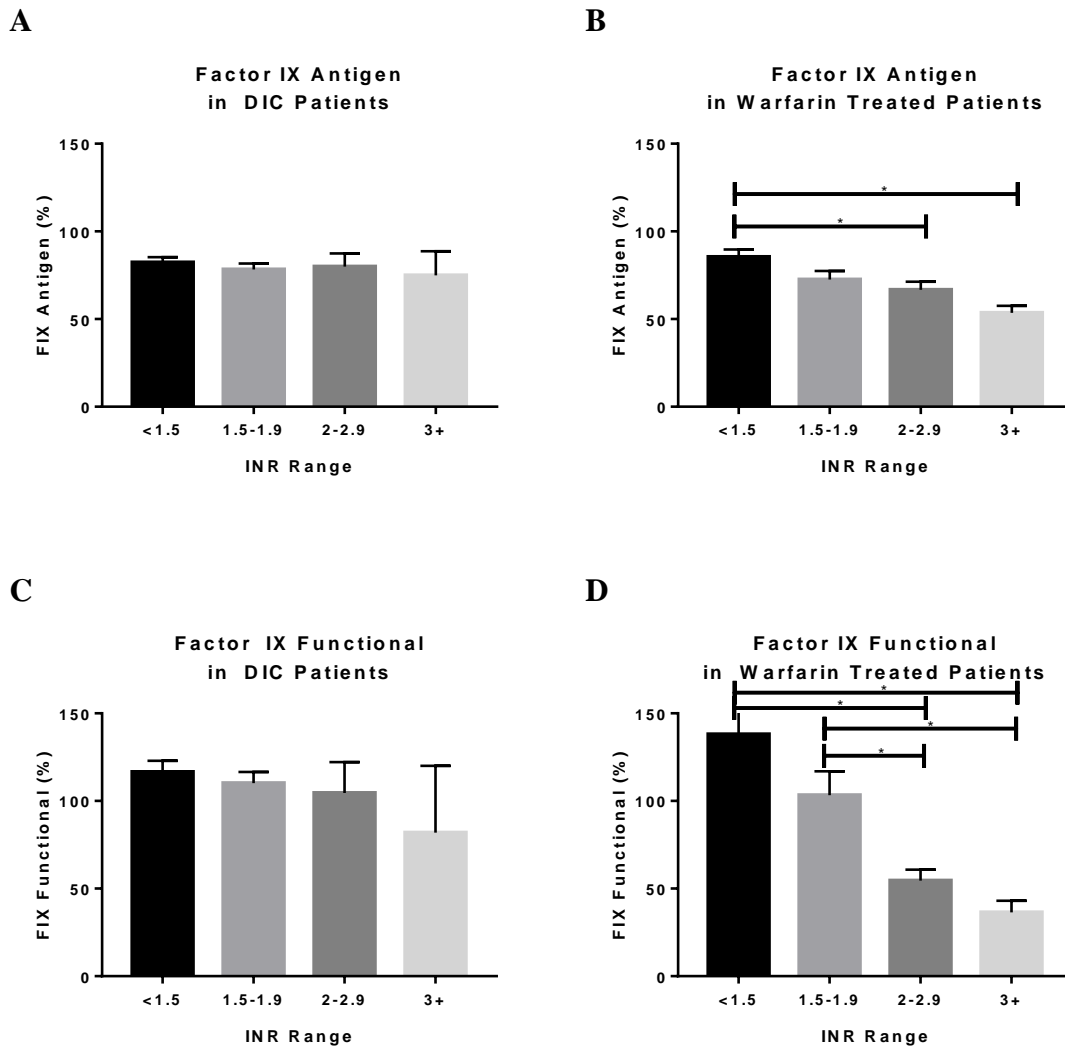 A
Factor IX Antigen
in DIC Patients
150
100
50
0
FIX Antigen (%)
<1.5 1.5-1.9 2-2.9 3+
INR Range
B
Factor IX Antigen
in Warfarin Treated Patients
150
100
50
0
FIX Antigen (%)
*
*
<1.5 1.5-1.9 2-2.9 3+
INR Range
C
Factor IX Functional
in DIC Patients
150
100
50
0
FIX Functional (%)
<1.5 1.5-1.9 2-2.9 3+
INR Range
D
Factor IX Functional
in Warfarin Treated Patients
150
100
50
0
FIX Functional (%)
*
*
*
*
<1.5 1.5-1.9 2-2.9 3+
INR Range